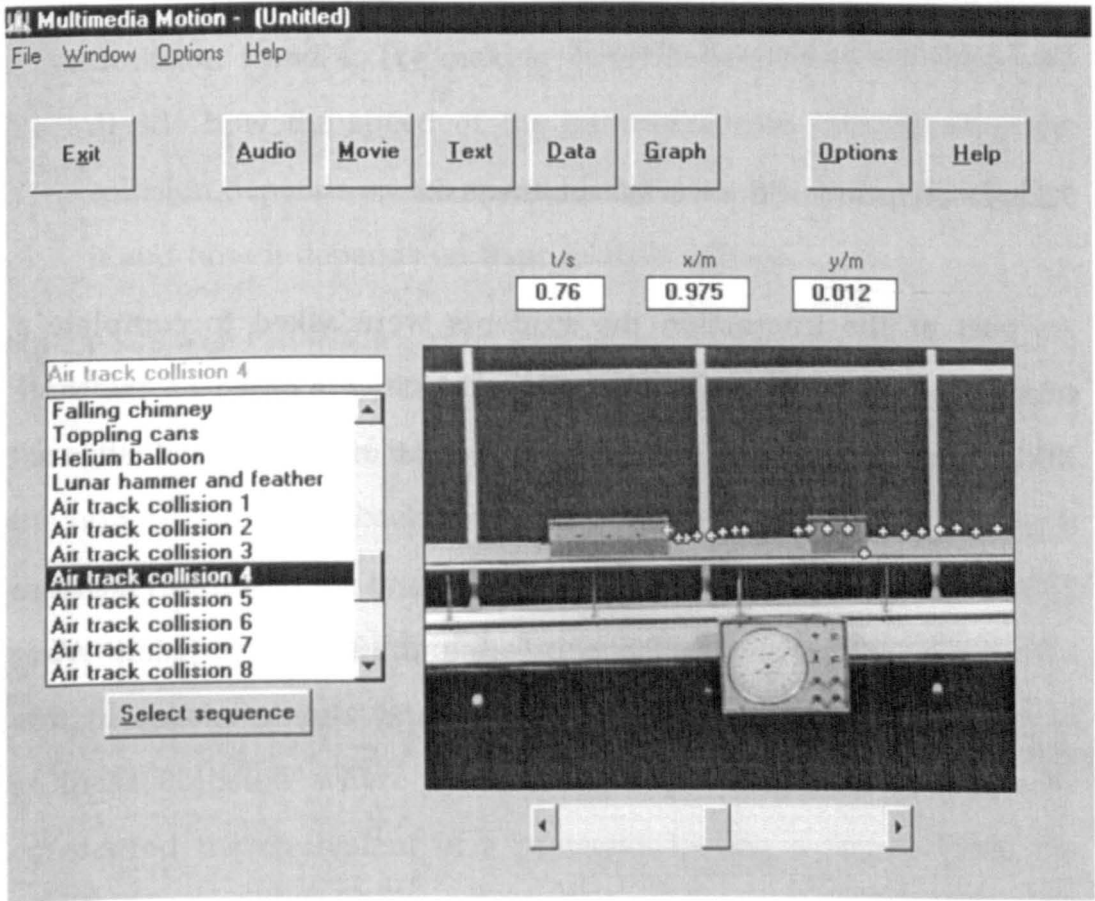 Multimedia Motion - (Untitled)
File Window Options Help
Exit Audio Movie Text Data Graph Options Help
t/s x/m y/m
0.76 0.975 0.012
Air track collision 4
Falling chimney
Toppling cans
Helium balloon
Lunar hammer and feather
Air track collision 1
Air track collision 2
Air track collision 3
Air track collision 4
Air track collision 5
Air track collision 6
Air track collision 7
Air track collision 8
Select sequence